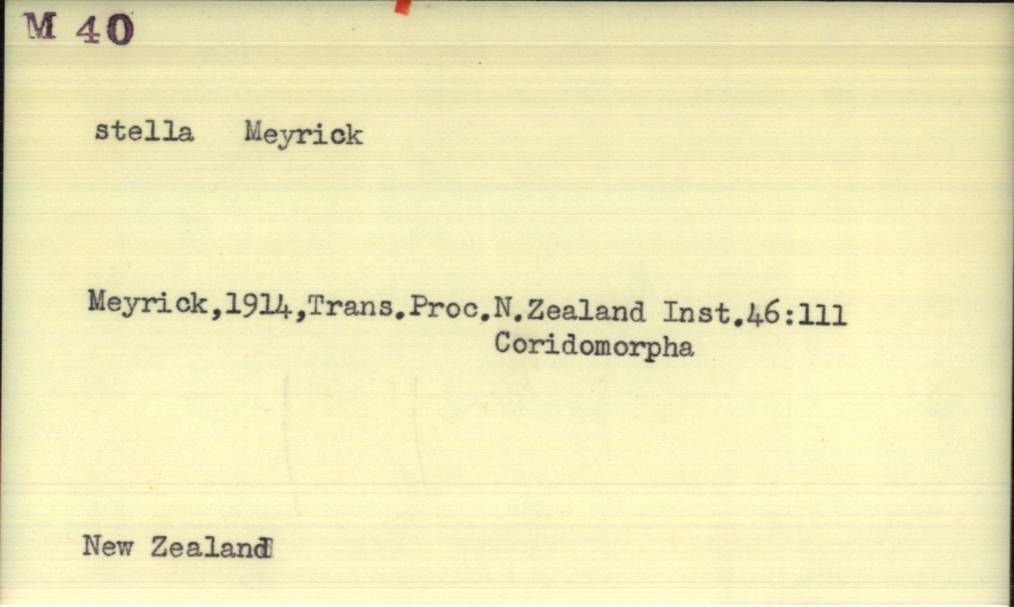 M 40
stella Meyrick
Meyrick,1914,Trans.Proc.N.Zealand Inst.46:111
Coridomorpha
New Zealand